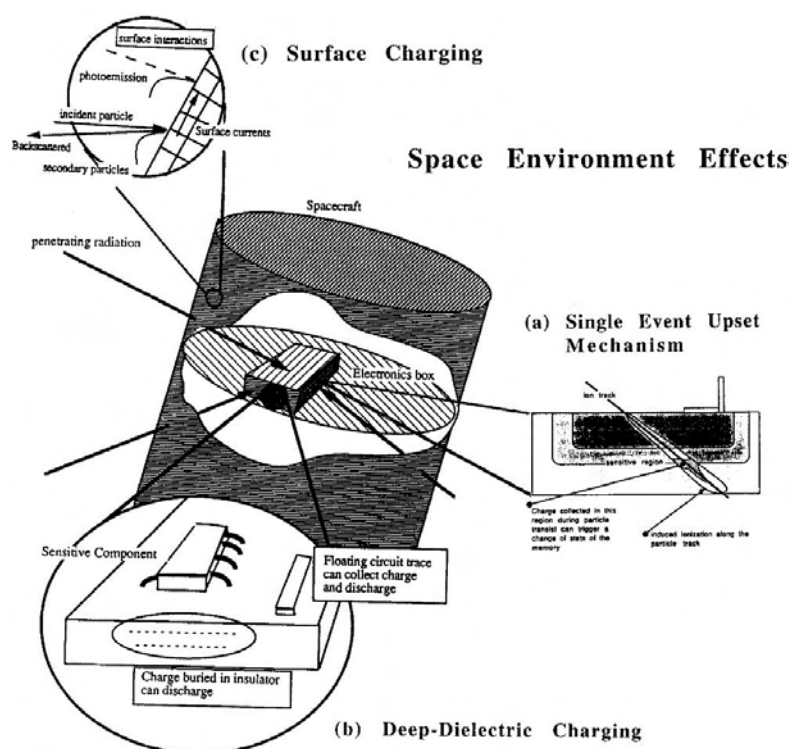 surface interactions
(c) Surface Charging
photoemission
incident particle
Surface currents
Backscattered
secondary particles
Space Environment Effects
Spacecraft
penetrating radiation
(a) Single Event Upset
Mechanism
Electronics box
Ion track
sensitive region
Charge collected in this
region during particle
transist can trigger a
change of state of the
memory
induced ionization along the
particle track
Sensitive Component
Floating circuit trace
can collect charge
and discharge
Charge buried in insulator
can discharge
(b) Deep-Dielectric Charging